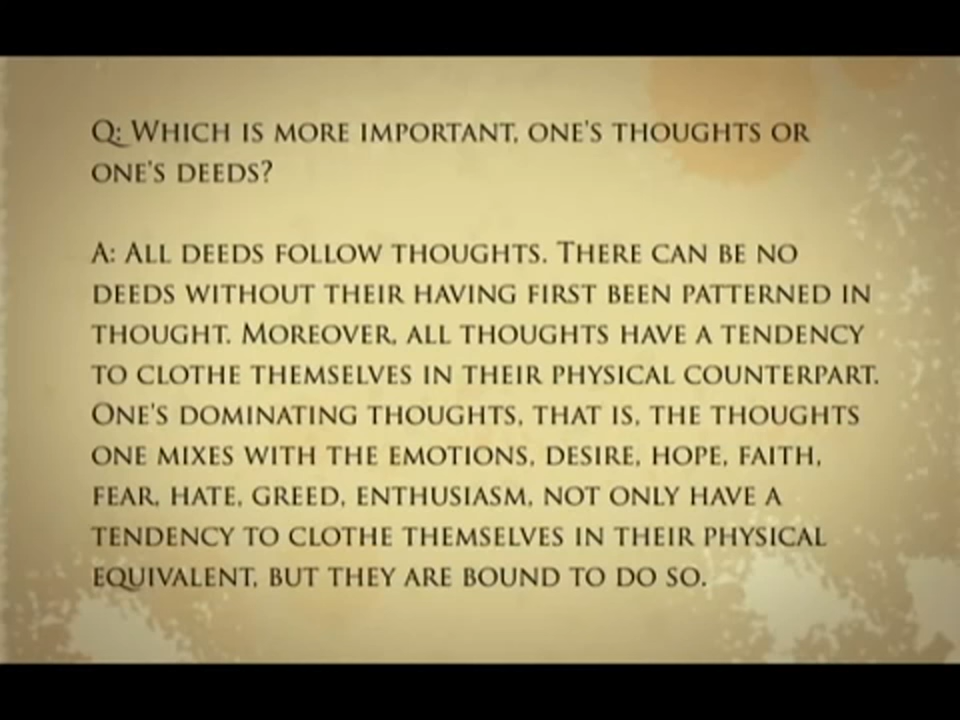 Q: WHICH IS MORE IMPORTANT, ONE'S THOUGHTS OR
ONE'S DEEDS?
A: ALL DEEDS FOLLOW THOUGHTS. THERE CAN BE NO
DEEDS WITHOUT THEIR HAVING FIRST BEEN PATTERNED IN
THOUGHT. MOREOVER, ALL THOUGHTS HAVE A TENDENCY
TO CLOTHE THEMSELVES IN THEIR PHYSICAL COUNTERPART.
ONE'S DOMINATING THOUGHTS, THAT IS, THE THOUGHTS
ONE MIXES WITH THE EMOTIONS, DESIRE, HOPE, FAITH,
FEAR, HATE, GREED, ENTHUSIASM, NOT ONLY HAVE A
TENDENCY TO CLOTHE THEMSELVES IN THEIR PHYSICAL
EQUIVALENT, BUT THEY ARE BOUND TO DO SO.